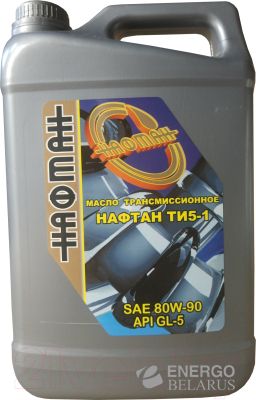 НАФТАН
НАФТАН
МАСЛО ТРАНСМИССИОННОЕ
НАФТАН ТИ5-1
SAE 80W-90
API GL-5
ENERGO
BELARUS